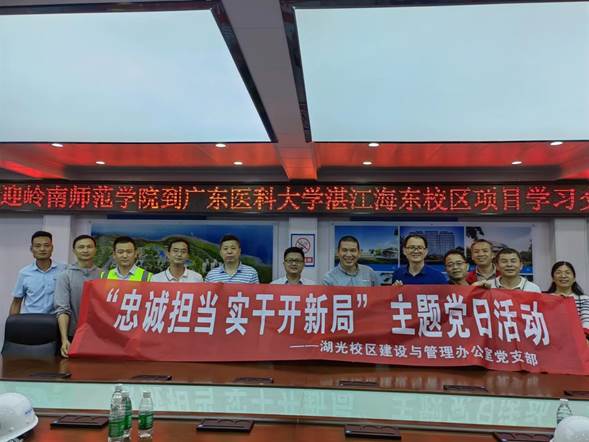 迎岭南师范学院到广东医科大学湛江海东校区项目学习交
“忠诚担当 实干开新局” 主题党日活动
——湖光校区建设与管理办公室党支部